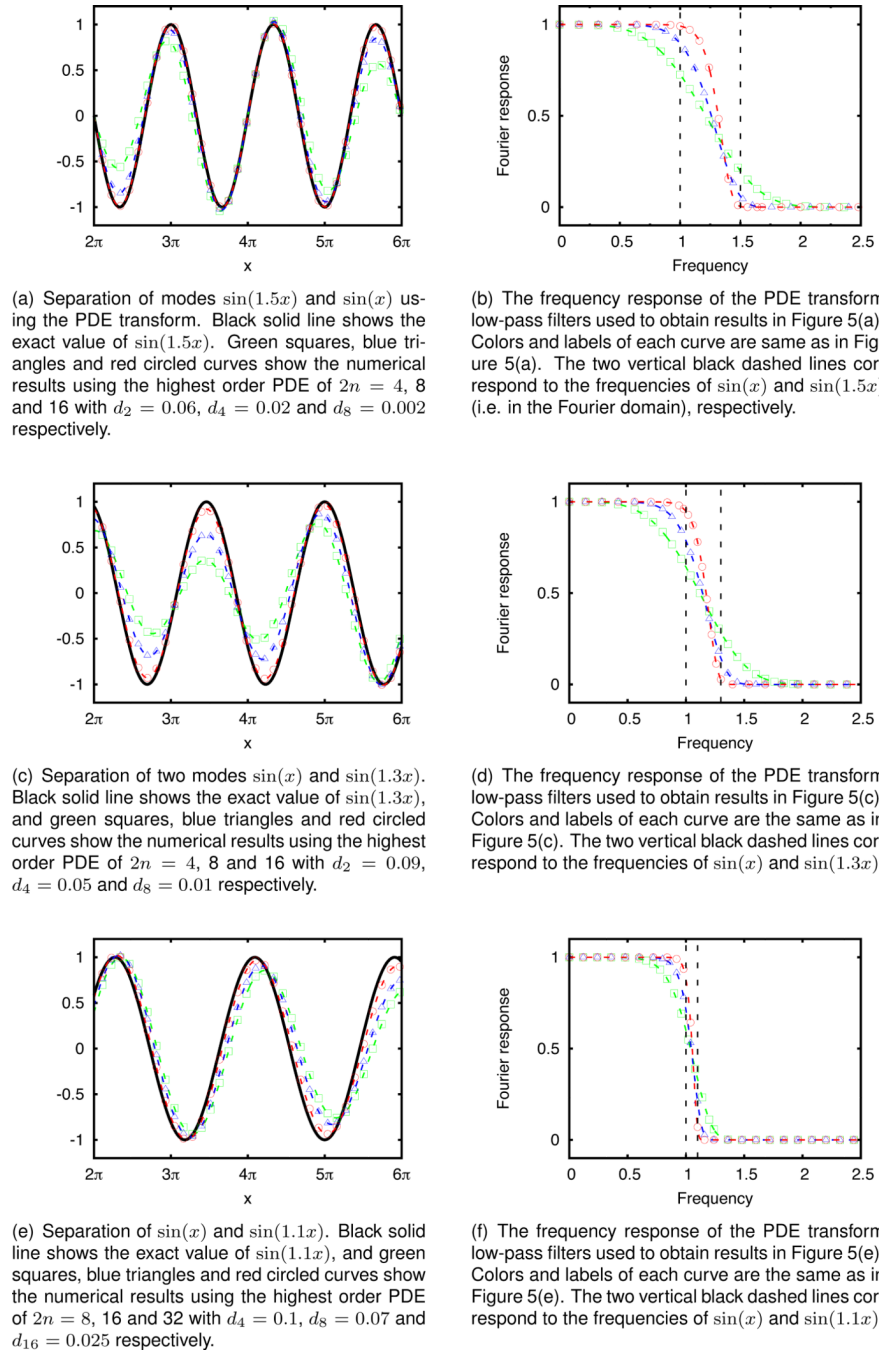 1
0.5
0
-0.5
-1
2π 3π 4π 5π 6π
x
Fourier response
1
0.5
0
0 0.5 1 1.5 2 2.5
Frequency
(a) Separation of modes sin(1.5x) and sin(x) us-
ing the PDE transform. Black solid line shows the
exact value of sin(1.5x). Green squares, blue tri-
angles and red circled curves show the numerical
results using the highest order PDE of 2n = 4, 8
and 16 with d₂ = 0.06, d₄ = 0.02 and d₈ = 0.002
respectively.
(b) The frequency response of the PDE transform
low-pass filters used to obtain results in Figure 5(a)
Colors and labels of each curve are same as in Fig
ure 5(a). The two vertical black dashed lines cor
respond to the frequencies of sin(x) and sin(1.5x
(i.e. in the Fourier domain), respectively.
1
0.5
0
-0.5
-1
2π 3π 4π 5π 6π
x
Fourier response
1
0.5
0
0 0.5 1 1.5 2 2.5
Frequency
(c) Separation of two modes sin(x) and sin(1.3x).
Black solid line shows the exact value of sin(1.3x),
and green squares, blue triangles and red circled
curves show the numerical results using the highest
order PDE of 2n = 4, 8 and 16 with d₂ = 0.09,
d₄ = 0.05 and d₈ = 0.01 respectively.
(d) The frequency response of the PDE transform
low-pass filters used to obtain results in Figure 5(c)
Colors and labels of each curve are the same as in
Figure 5(c). The two vertical black dashed lines cor
respond to the frequencies of sin(x) and sin(1.3x)
1
0.5
0
-0.5
-1
2π 3π 4π 5π 6π
x
Fourier response
1
0.5
0
0 0.5 1 1.5 2 2.5
Frequency
(e) Separation of sin(x) and sin(1.1x). Black solid
line shows the exact value of sin(1.1x), and green
squares, blue triangles and red circled curves show
the numerical results using the highest order PDE
of 2n = 8, 16 and 32 with d₄ = 0.1, d₈ = 0.07 and
d₁₆ = 0.025 respectively.
(f) The frequency response of the PDE transform
low-pass filters used to obtain results in Figure 5(e)
Colors and labels of each curve are the same as in
Figure 5(e). The two vertical black dashed lines cor
respond to the frequencies of sin(x) and sin(1.1x)